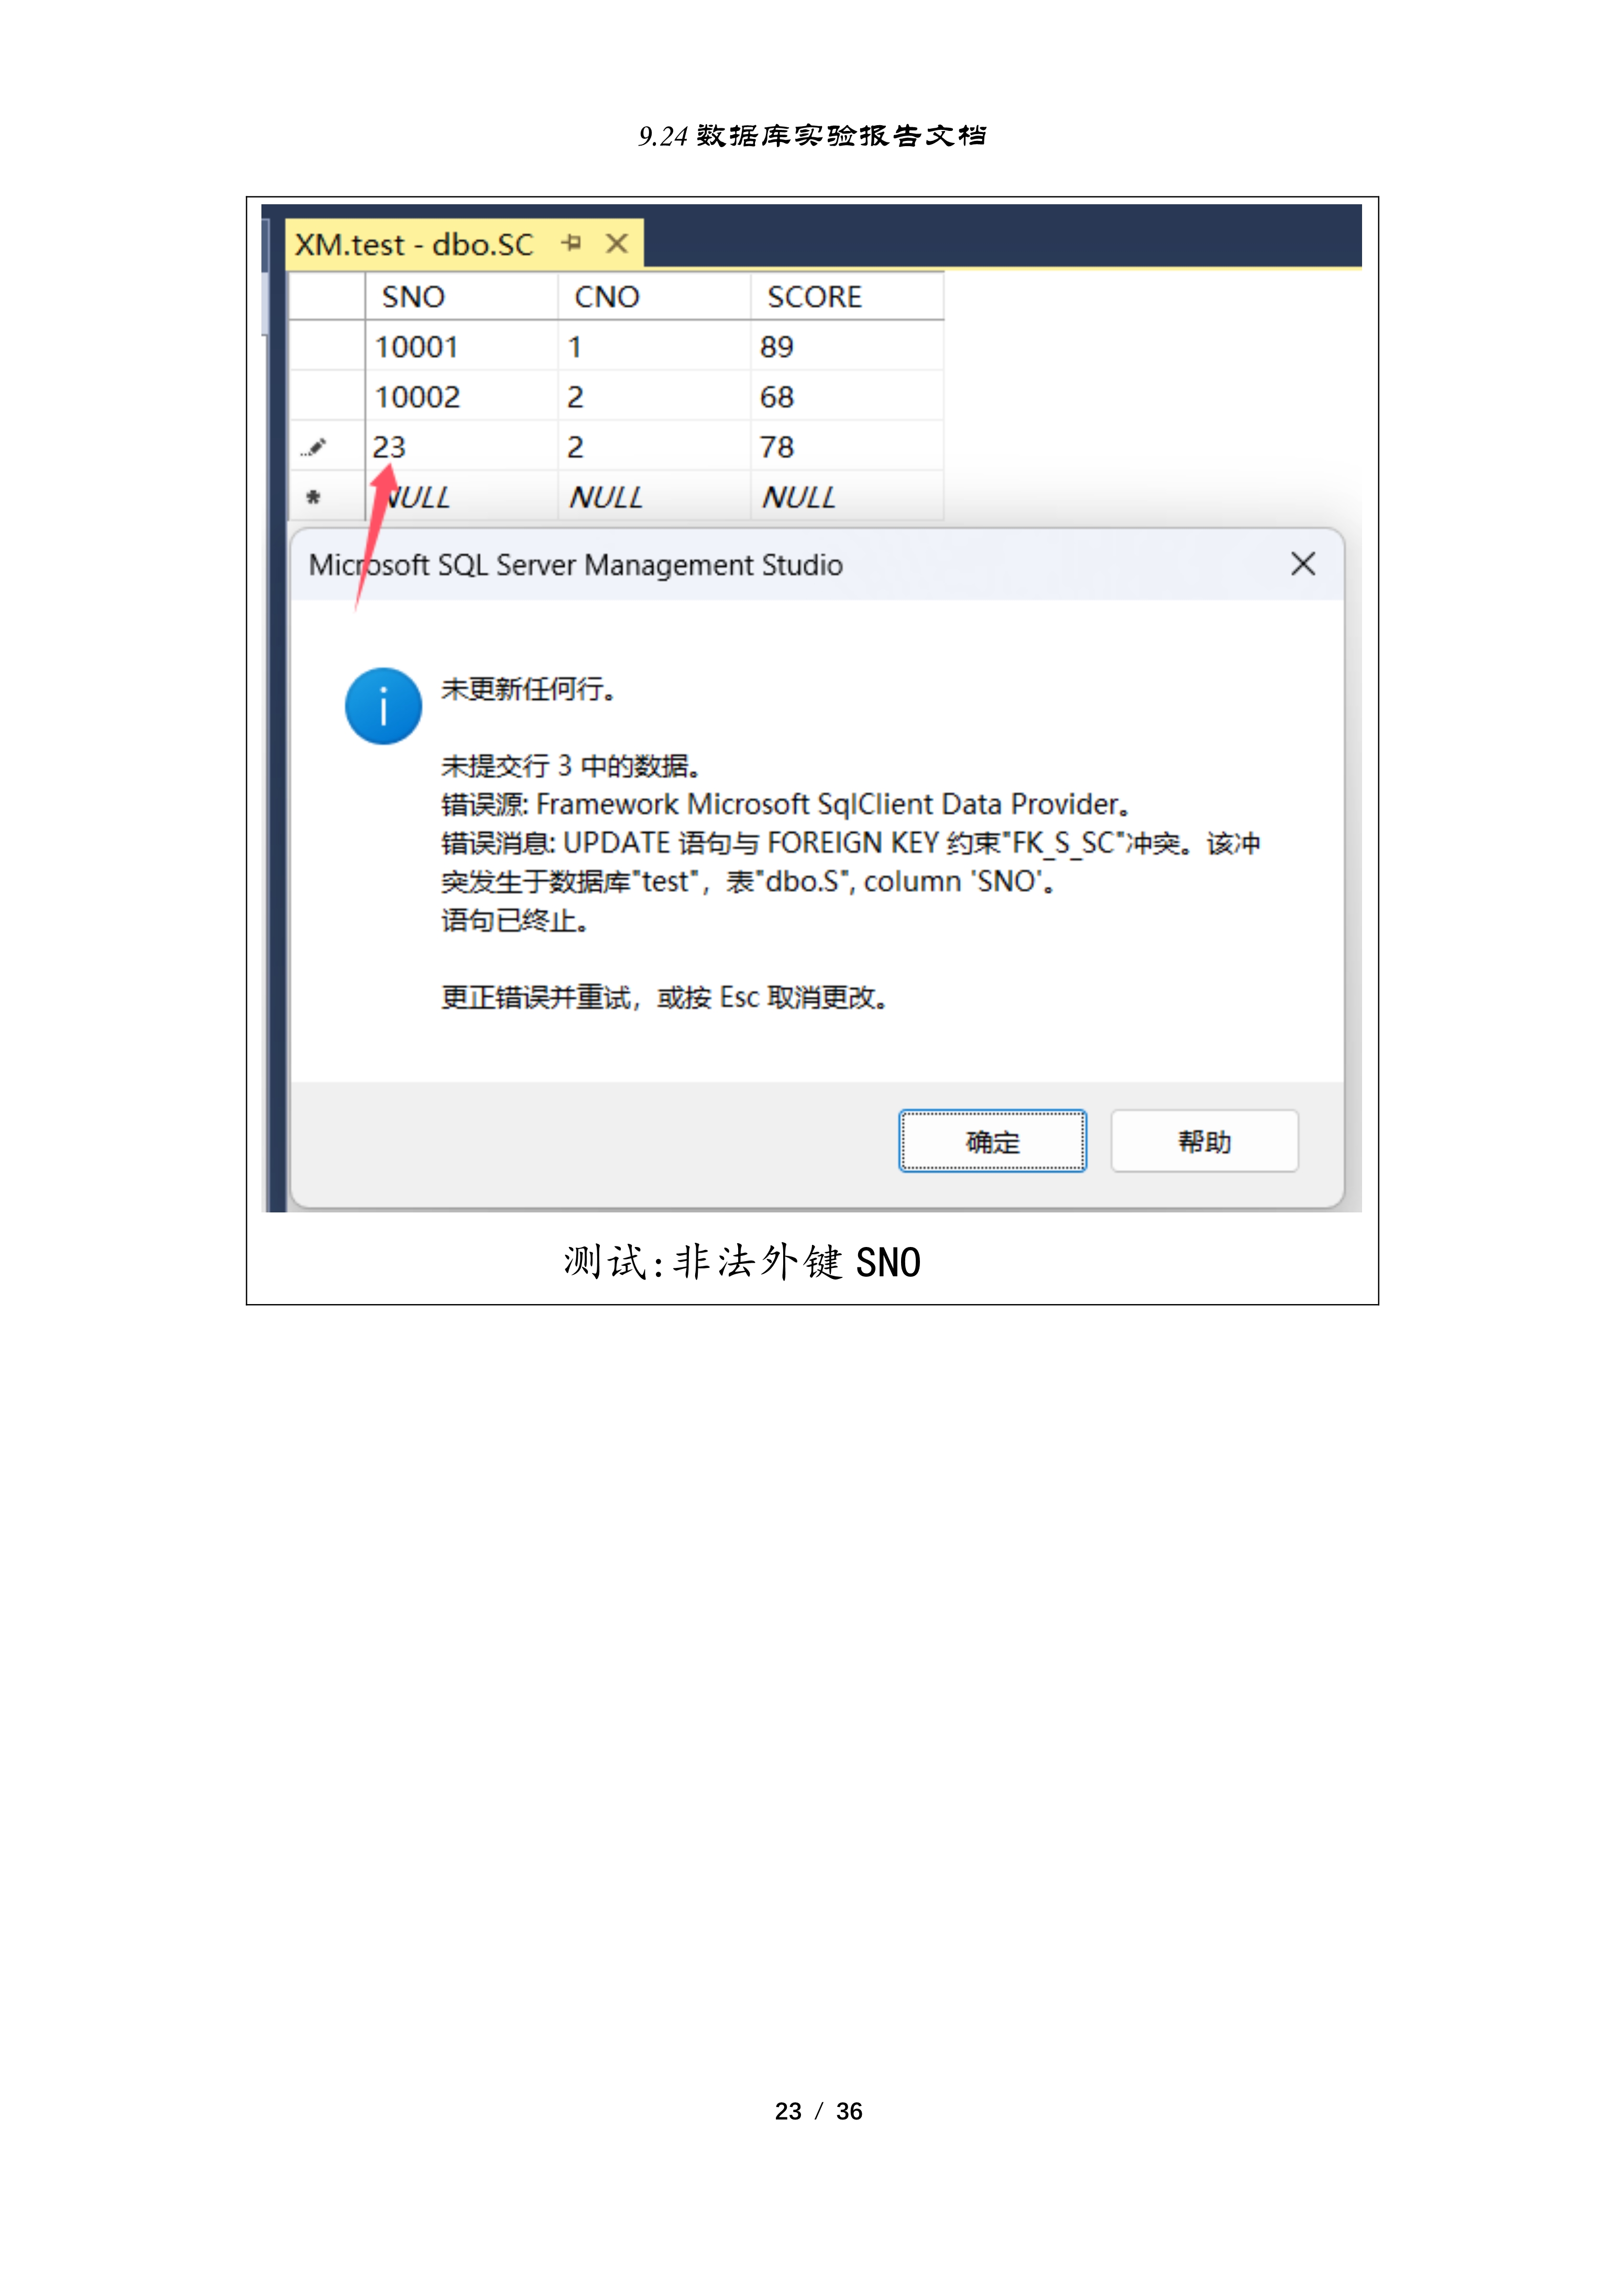 9.24 数据库实验报告文档
XM.test - dbo.SC
SNO CNO SCORE
10001 1 89
10002 2 68
23 2 78
NULL NULL NULL
Microsoft SQL Server Management Studio
未更新任何行。
未提交行 3 中的数据。
错误源: Framework Microsoft SqlClient Data Provider。
错误消息: UPDATE 语句与 FOREIGN KEY 约束"FK_S_SC"冲突。该冲
突发生于数据库"test"，表"dbo.S", column 'SNO'。
语句已终止。
更正错误并重试，或按 Esc 取消更改。
确定 帮助
测试:非法外键 SNO
23 / 36